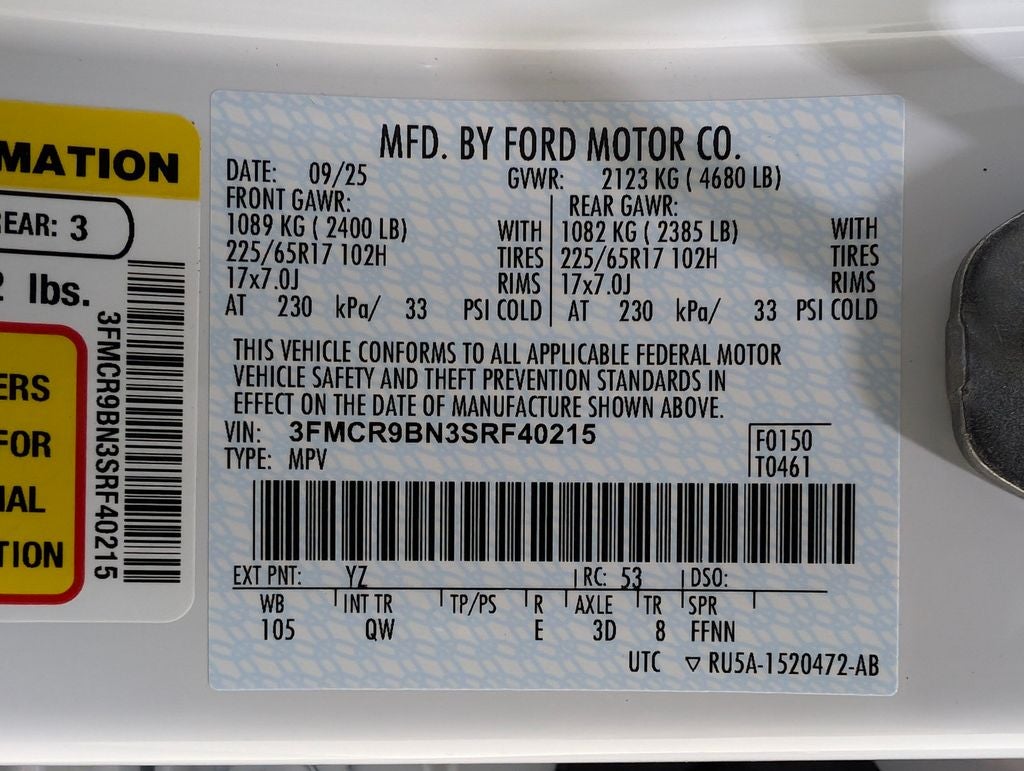 MATION
REAR: 3
lbs.
3FMCR9BN3SRF40215
ERS
FOR
IAL
TION
MFD. BY FORD MOTOR CO.
DATE: 09/25 GVWR: 2123 KG ( 4680 LB)
FRONT GAWR: REAR GAWR:
1089 KG ( 2400 LB) WITH 1082 KG ( 2385 LB) WITH
225/65R17 102H TIRES 225/65R17 102H TIRES
17x7.0J RIMS 17x7.0J RIMS
AT 230 kPa/ 33 PSI COLD AT 230 kPa/ 33 PSI COLD
THIS VEHICLE CONFORMS TO ALL APPLICABLE FEDERAL MOTOR
VEHICLE SAFETY AND THEFT PREVENTION STANDARDS IN
EFFECT ON THE DATE OF MANUFACTURE SHOWN ABOVE.
VIN: 3FMCR9BN3SRF40215
TYPE: MPV
F0150
T0461
EXT PNT: YZ RC: 53 DSO:
WB INT TR TP/PS R AXLE TR SPR
105 QW E 3D 8 FFNN
UTC ▽ RU5A-1520472-AB